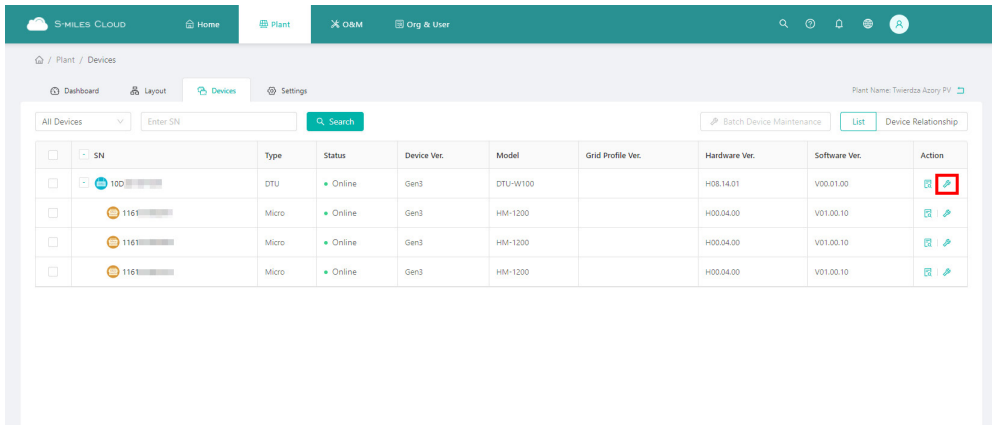 S-MILES CLOUD Home Plant O&M Org & User
/ Plant / Devices
Dashboard Layout Devices Settings Plant Name: Twierdza Azory PV
All Devices Enter SN Search Batch Device Maintenance List Device Relationship
SN Type Status Device Ver. Model Grid Profile Ver. Hardware Ver. Software Ver. Action
10D DTU Online Gen3 DTU-W100 H08.14.01 V00.01.00
1161 Micro Online Gen3 HM-1200 H00.04.00 V01.00.10
1161 Micro Online Gen3 HM-1200 H00.04.00 V01.00.10
1161 Micro Online Gen3 HM-1200 H00.04.00 V01.00.10